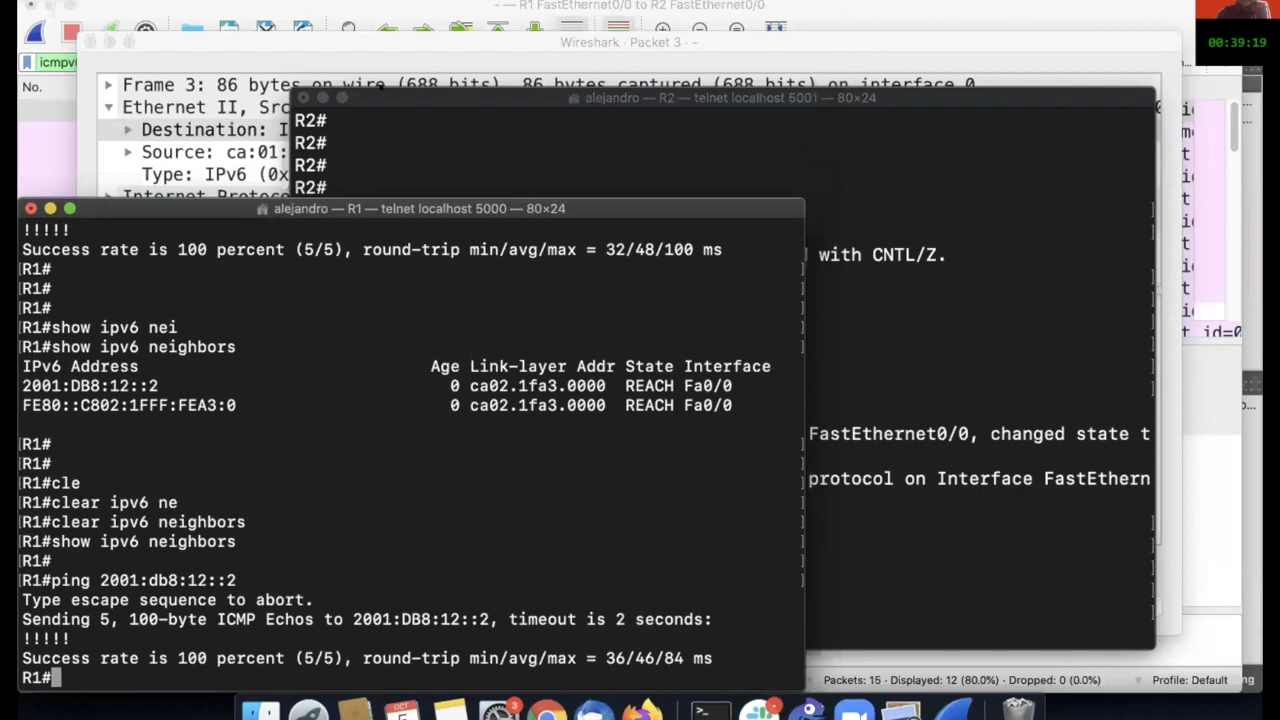 - — R1 FastEthernet0/0 to R2 FastEthernet0/0
00:39:19
Wireshark · Packet 3 · -
icmpv
No.
Frame 3: 86 bytes on wire (688 bits), 86 bytes captured (688 bits) on interface 0
Ethernet II, Src
Destination: I
Source: ca:01:
Type: IPv6 (0x
Internet Protoc
alejandro — R2 — telnet localhost 5001 — 80×24
R2#
R2#
R2#
R2#
with CNTL/Z.
FastEthernet0/0, changed state t
protocol on Interface FastEthern
alejandro — R1 — telnet localhost 5000 — 80×24
!!!!!
Success rate is 100 percent (5/5), round-trip min/avg/max = 32/48/100 ms
R1#
R1#
R1#
R1#show ipv6 nei
R1#show ipv6 neighbors
IPv6 Address Age Link-layer Addr State Interface
2001:DB8:12::2 0 ca02.1fa3.0000 REACH Fa0/0
FE80::C802:1FFF:FEA3:0 0 ca02.1fa3.0000 REACH Fa0/0
R1#
R1#
R1#cle
R1#clear ipv6 ne
R1#clear ipv6 neighbors
R1#show ipv6 neighbors
R1#
R1#ping 2001:db8:12::2
Type escape sequence to abort.
Sending 5, 100-byte ICMP Echos to 2001:DB8:12::2, timeout is 2 seconds:
!!!!!
Success rate is 100 percent (5/5), round-trip min/avg/max = 36/46/84 ms
R1#
t id=0
Packets: 15 · Displayed: 12 (80.0%) · Dropped: 0 (0.0%)
Profile: Default
ng
OCT
5
3